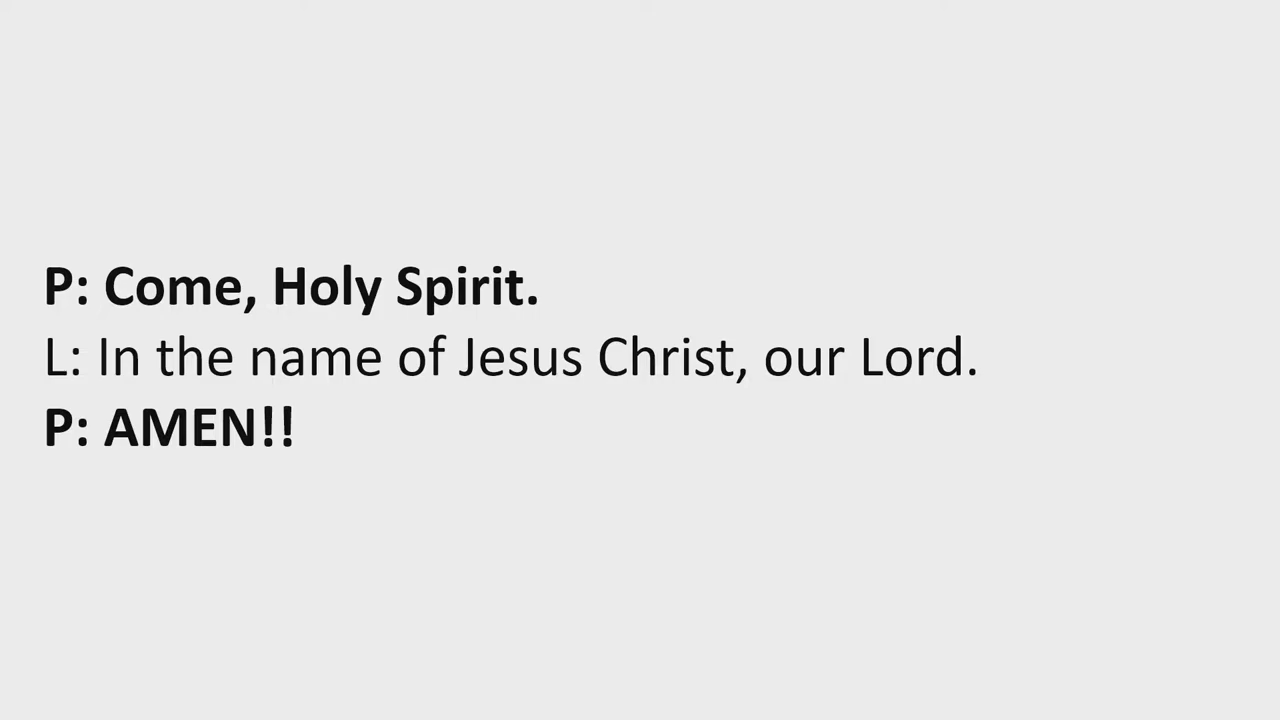 P: Come, Holy Spirit.
L: In the name of Jesus Christ, our Lord.
P: AMEN!!